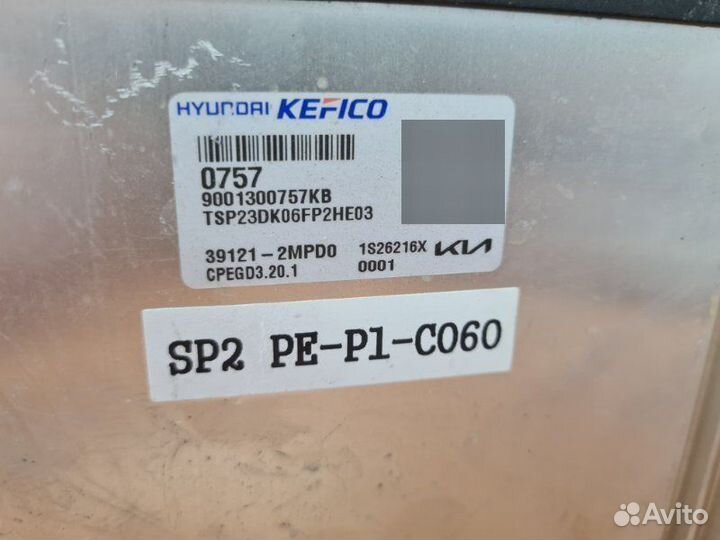 HYUNDAI KEFICO
0757
9001300757KB
TSP23DK06FP2HE03
39121-2MPD0 1S26216X KIA
CPEGD3.20.1 0001
SP2 PE-P1-C060
Avito